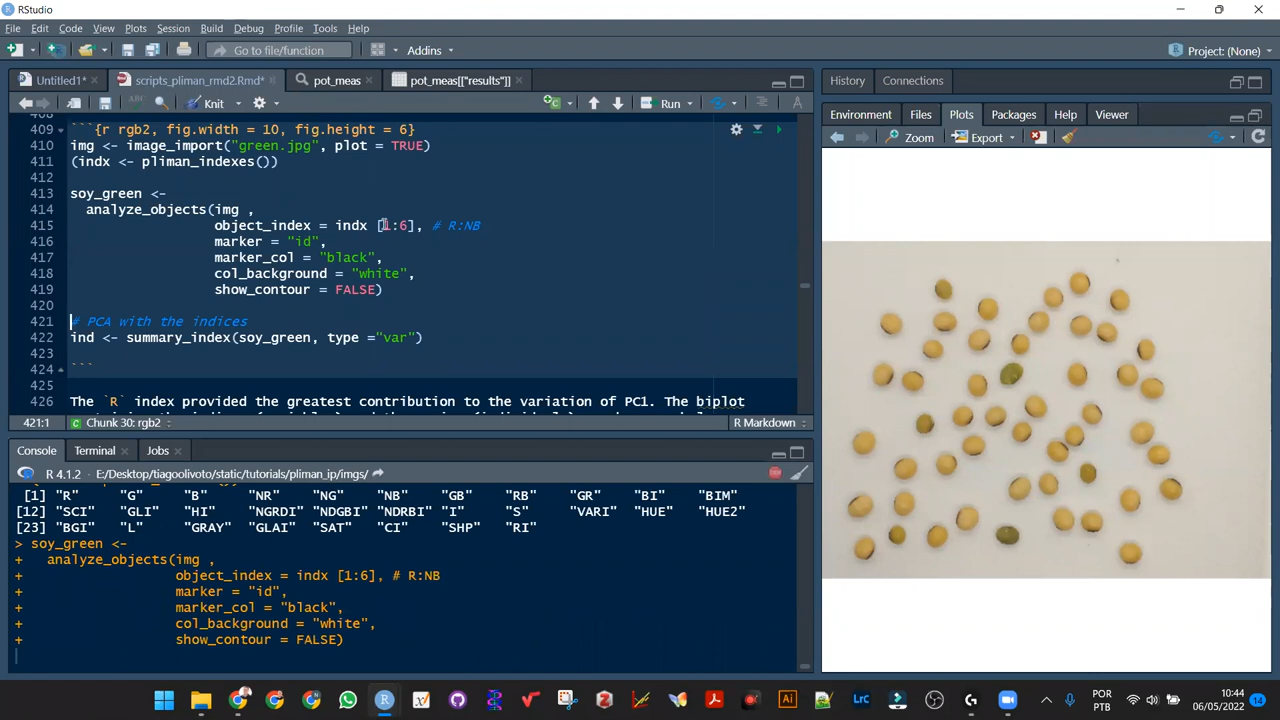 RStudio
File Edit Code View Plots Session Build Debug Profile Tools Help
Go to file/function Addins Project: (None)
Untitled1* scripts_pliman_rmd2.Rmd* pot_meas pot_meas[["results"]]
Knit Run
409 ```{r rgb2, fig.width = 10, fig.height = 6}
410 img <- image_import("green.jpg", plot = TRUE)
411 (indx <- pliman_indexes())
412
413 soy_green <-
414 analyze_objects(img ,
415 object_index = indx [1:6], # R:NB
416 marker = "id",
417 marker_col = "black",
418 col_background = "white",
419 show_contour = FALSE)
420
421 # PCA with the indices
422 ind <- summary_index(soy_green, type ="var")
423
424 ```
425
426 The `R` index provided the greatest contribution to the variation of PC1. The biplot
421:1 Chunk 30: rgb2 R Markdown
Console Terminal Jobs
R 4.1.2 · E:/Desktop/tiagoolivoto/static/tutorials/pliman_ip/imgs/
[1] "R" "G" "B" "NR" "NG" "NB" "GB" "RB" "GR" "BI" "BIM"
[12] "SCI" "GLI" "HI" "NGRDI" "NDGBI" "NDRBI" "I" "S" "VARI" "HUE" "HUE2"
[23] "BGI" "L" "GRAY" "GLAI" "SAT" "CI" "SHP" "RI"
> soy_green <-
+ analyze_objects(img ,
+ object_index = indx [1:6], # R:NB
+ marker = "id",
+ marker_col = "black",
+ col_background = "white",
+ show_contour = FALSE)
History Connections
Environment Files Plots Packages Help Viewer
Zoom Export
POR
PTB
10:44
06/05/2022
14